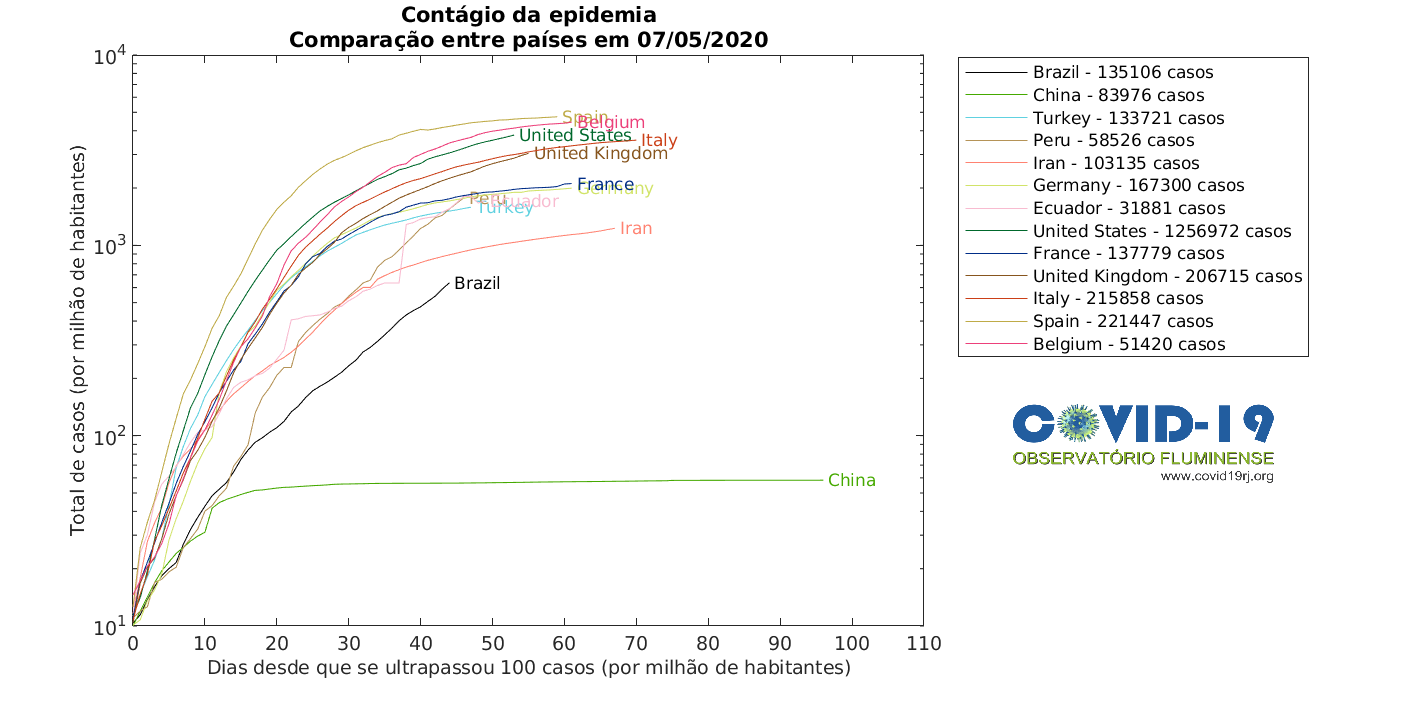 Contágio da epidemia
Comparação entre países em 07/05/2020
Total de casos (por milhão de habitantes)
10^4
10^3
10^2
10^1
0 10 20 30 40 50 60 70 80 90 100 110
Dias desde que se ultrapassou 100 casos (por milhão de habitantes)
Spain
Belgium
United States
Italy
United Kingdom
France
Germany
Peru
Ecuador
Turkey
Iran
Brazil
China
Brazil - 135106 casos
China - 83976 casos
Turkey - 133721 casos
Peru - 58526 casos
Iran - 103135 casos
Germany - 167300 casos
Ecuador - 31881 casos
United States - 1256972 casos
France - 137779 casos
United Kingdom - 206715 casos
Italy - 215858 casos
Spain - 221447 casos
Belgium - 51420 casos
COVID-19
OBSERVATÓRIO FLUMINENSE
www.covid19rj.org